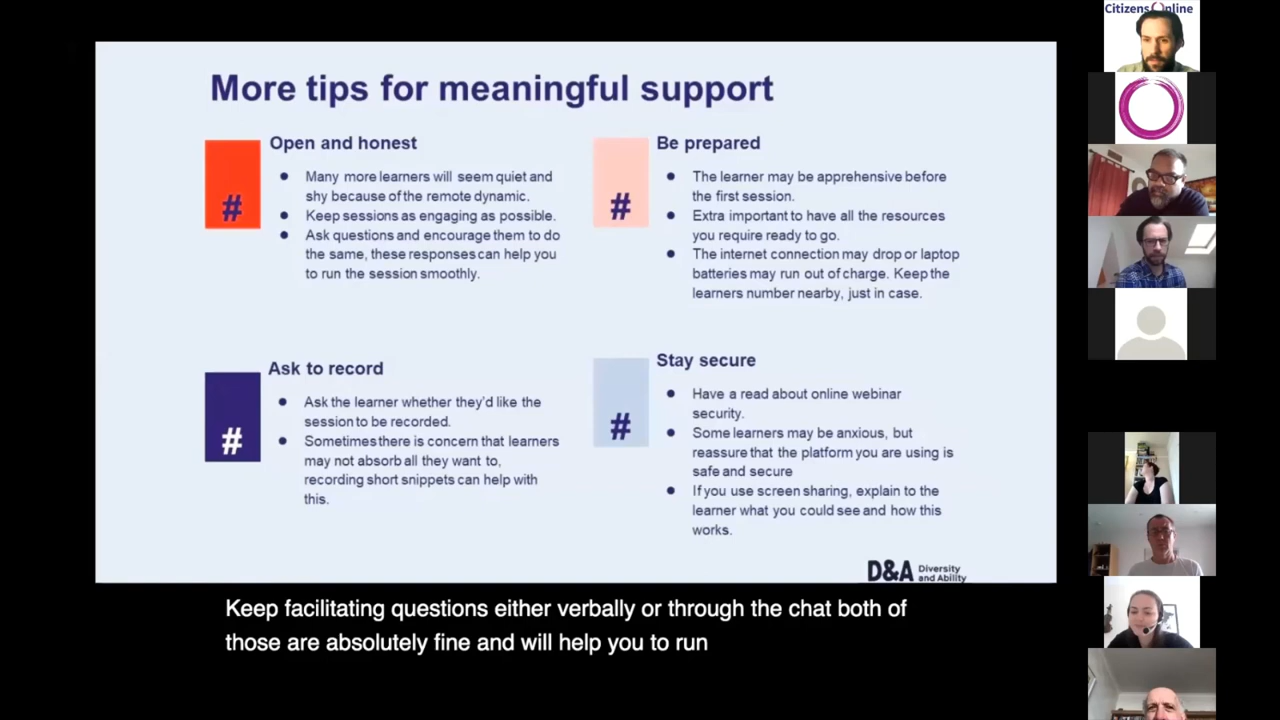 Citizens Online
More tips for meaningful support
#
Open and honest
● Many more learners will seem quiet and
shy because of the remote dynamic.
● Keep sessions as engaging as possible.
● Ask questions and encourage them to do
the same, these responses can help you
to run the session smoothly.
#
Be prepared
● The learner may be apprehensive before
the first session.
● Extra important to have all the resources
you require ready to go.
● The internet connection may drop or laptop
batteries may run out of charge. Keep the
learners number nearby, just in case.
#
Ask to record
● Ask the learner whether they'd like the
session to be recorded.
● Sometimes there is concern that learners
may not absorb all they want to,
recording short snippets can help with
this.
#
Stay secure
● Have a read about online webinar
security.
● Some learners may be anxious, but
reassure that the platform you are using is
safe and secure
● If you use screen sharing, explain to the
learner what you could see and how this
works.
D&A Diversity
and Ability
Keep facilitating questions either verbally or through the chat both of
those are absolutely fine and will help you to run